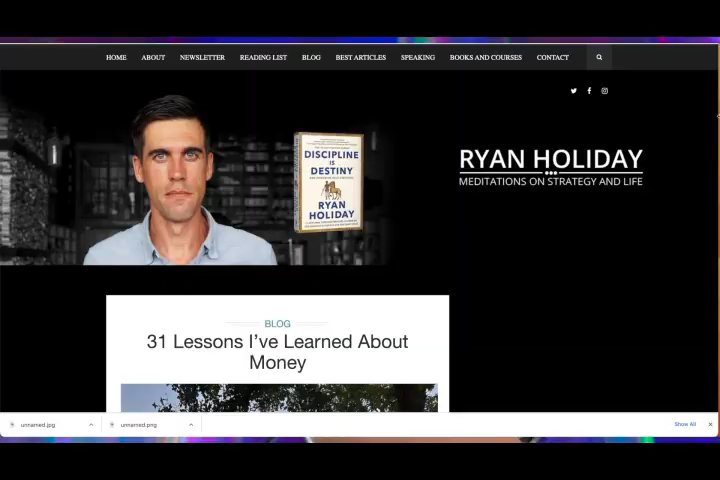 HOME ABOUT NEWSLETTER READING LIST BLOG BEST ARTICLES SPEAKING BOOKS AND COURSES CONTACT
DISCIPLINE
IS
DESTINY
RYAN
HOLIDAY
RYAN HOLIDAY
MEDITATIONS ON STRATEGY AND LIFE
BLOG
31 Lessons I’ve Learned About
Money
unnamed.jpg unnamed.png Show All